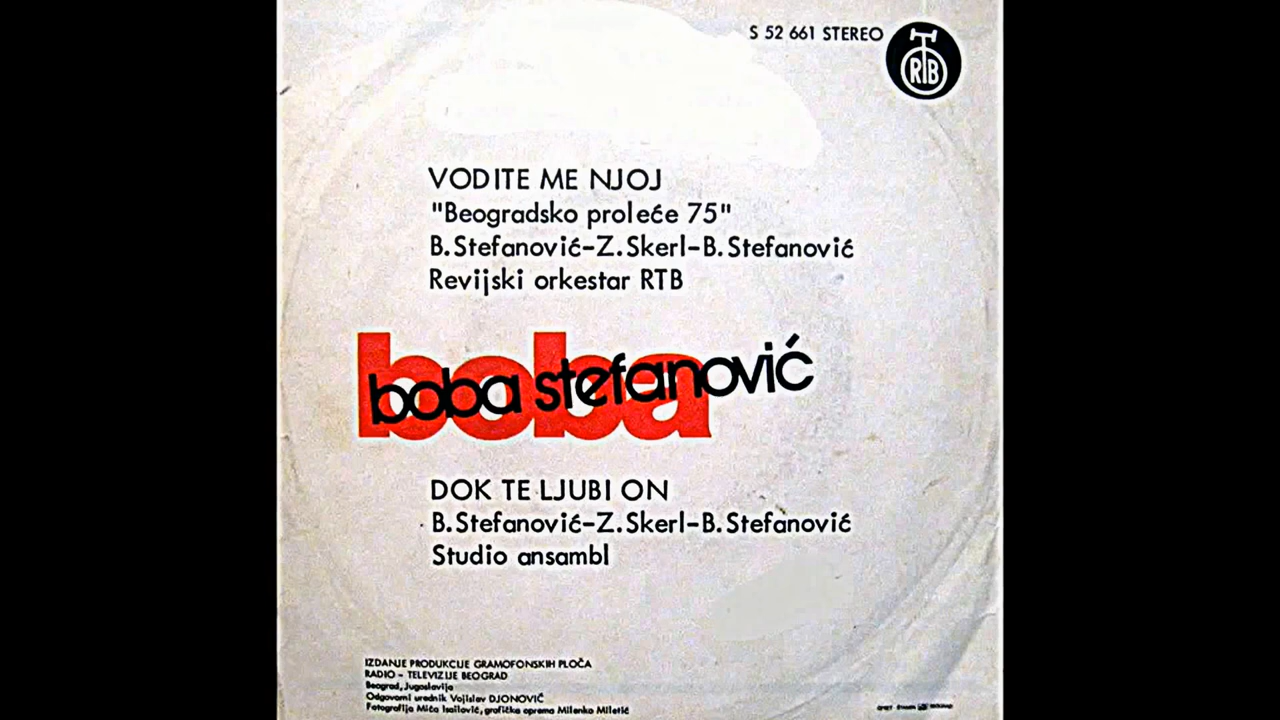 S 52 661 STEREO
RTB
VODITE ME NJOJ
"Beogradsko proleće 75"
B.Stefanović-Z.Skerl-B.Stefanović
Revijski orkestar RTB
boba
boba stefanović
DOK TE LJUBI ON
B.Stefanović-Z.Skerl-B.Stefanović
Studio ansambl
IZDANJE PRODUKCIJE GRAMOFONSKIH PLOČA
RADIO - TELEVIZIJE BEOGRAD
Beograd, Jugoslavija
Odgovorni urednik Vojislav DJONOVIĆ
Fotografija Mića Isailović, grafička oprema Milenko Miletić